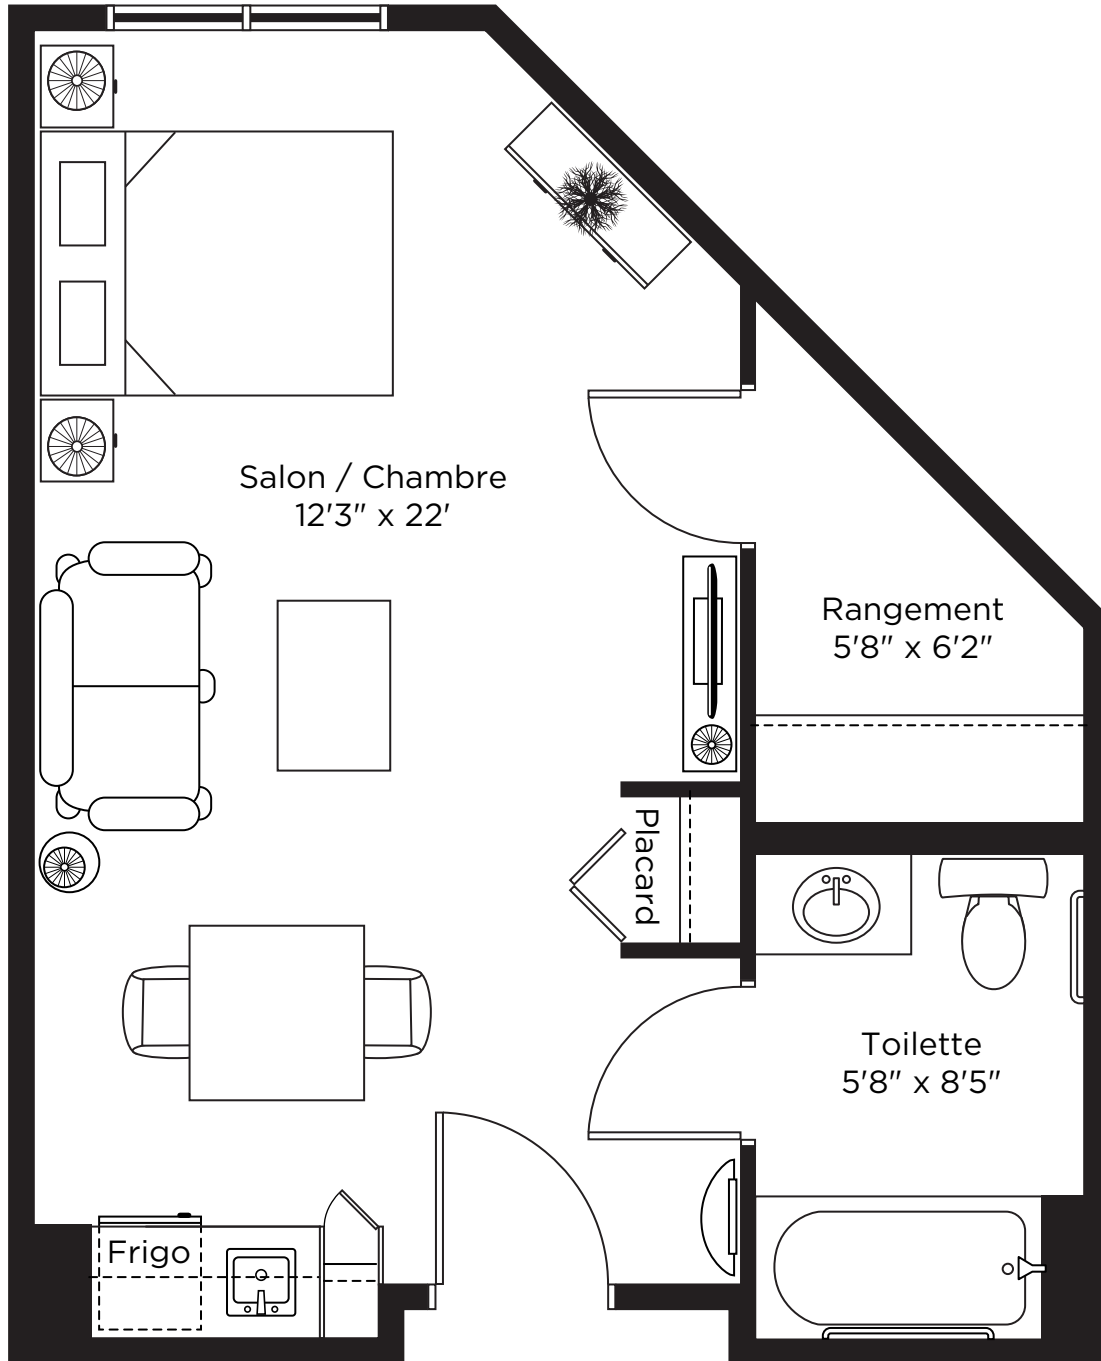 Salon / Chambre
12'3" x 22'
Rangement
5'8" x 6'2"
Placard
Toilette
5'8" x 8'5"
Frigo